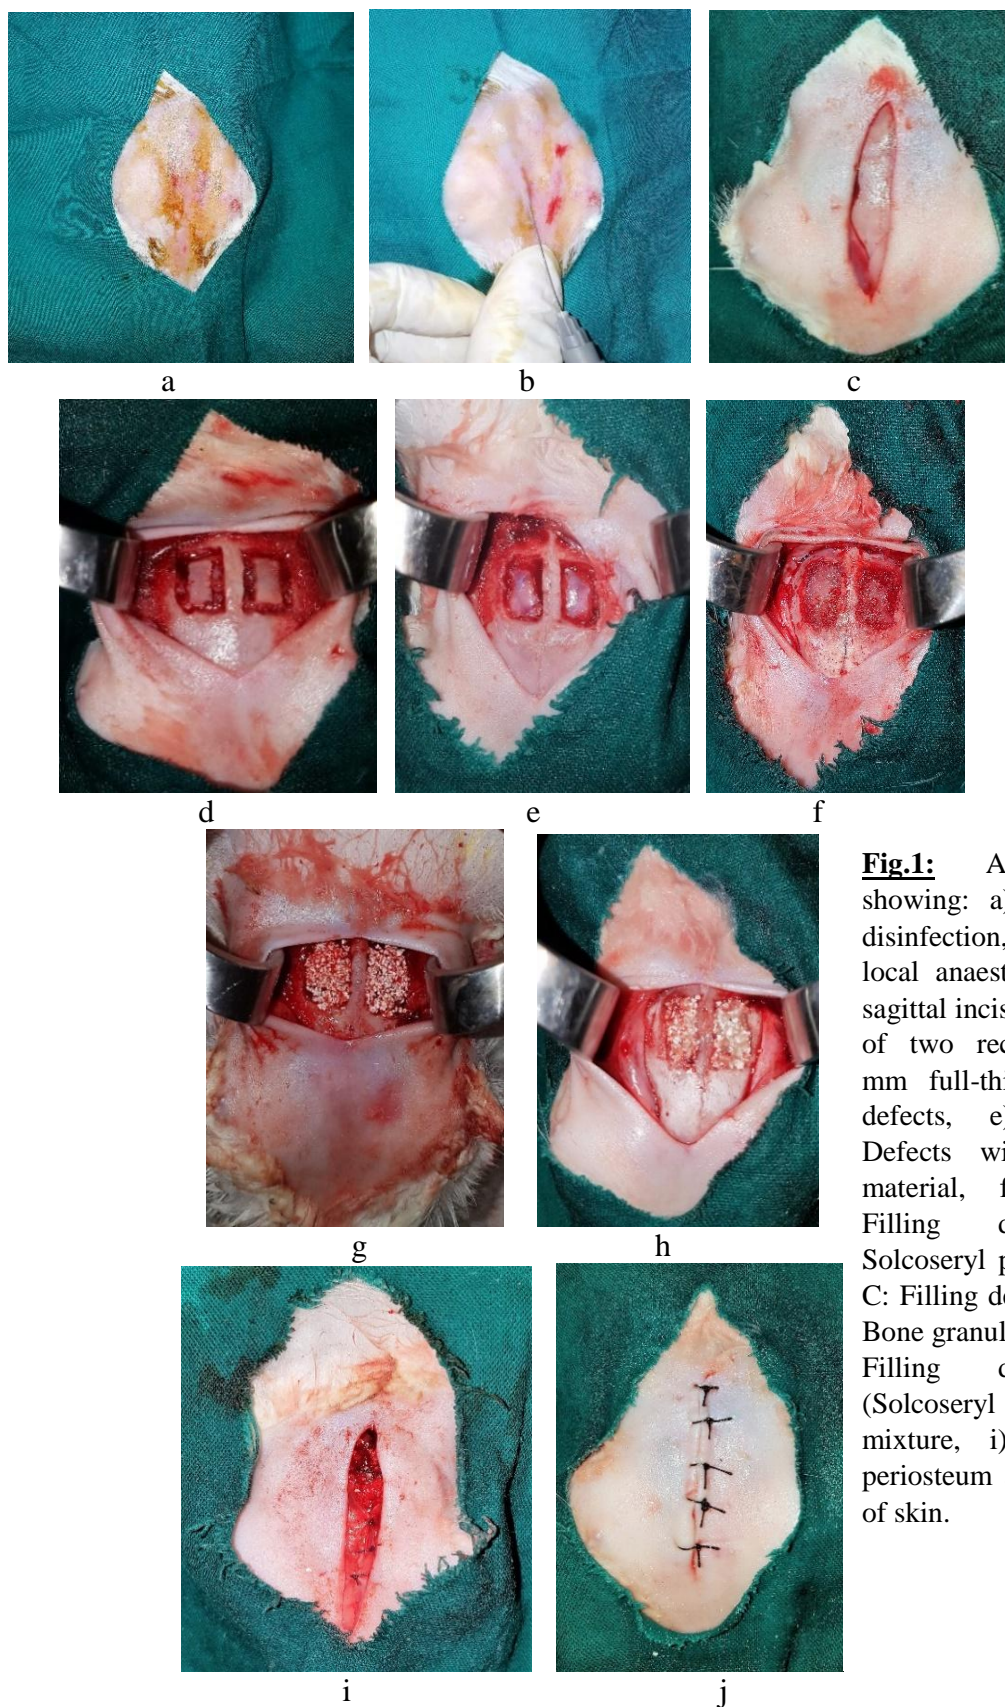 a
b
c
d
e
f
g
h
i
j
Fig.1: A
showing: a)
disinfection,
local anaest
sagittal incis
of two rec
mm full-thi
defects, e)
Defects wi
material, f
Filling d
Solcoseryl p
C: Filling de
Bone granul
Filling d
(Solcoseryl
mixture, i)
periosteum
of skin.